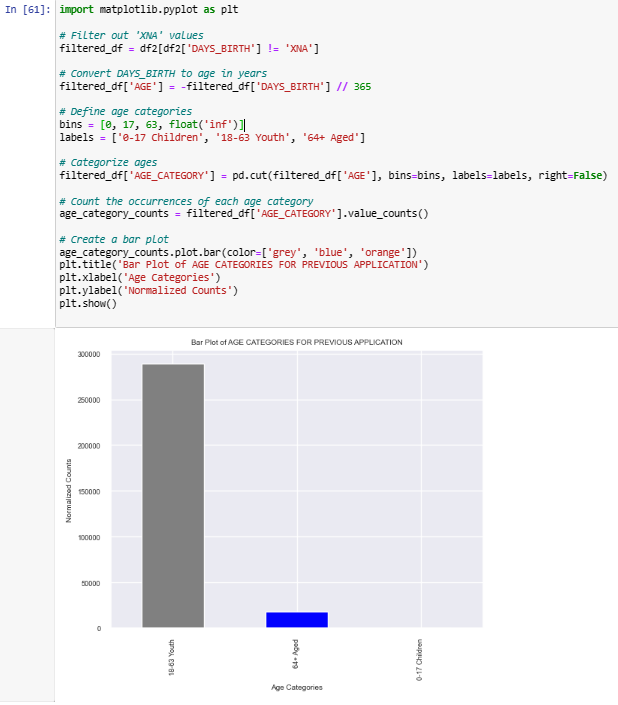 In [61]: import matplotlib.pyplot as plt
# Filter out 'XNA' values
filtered_df = df2[df2['DAYS_BIRTH'] != 'XNA']
# Convert DAYS_BIRTH to age in years
filtered_df['AGE'] = -filtered_df['DAYS_BIRTH'] // 365
# Define age categories
bins = [0, 17, 63, float('inf')]
labels = ['0-17 Children', '18-63 Youth', '64+ Aged']
# Categorize ages
filtered_df['AGE_CATEGORY'] = pd.cut(filtered_df['AGE'], bins=bins, labels=labels, right=False)
# Count the occurrences of each age category
age_category_counts = filtered_df['AGE_CATEGORY'].value_counts()
# Create a bar plot
age_category_counts.plot.bar(color=['grey', 'blue', 'orange'])
plt.title('Bar Plot of AGE CATEGORIES FOR PREVIOUS APPLICATION')
plt.xlabel('Age Categories')
plt.ylabel('Normalized Counts')
plt.show()
Bar Plot of AGE CATEGORIES FOR PREVIOUS APPLICATION
300000
250000
200000
150000
100000
50000
0
Normalized Counts
18-63 Youth
64+ Aged
0-17 Children
Age Categories